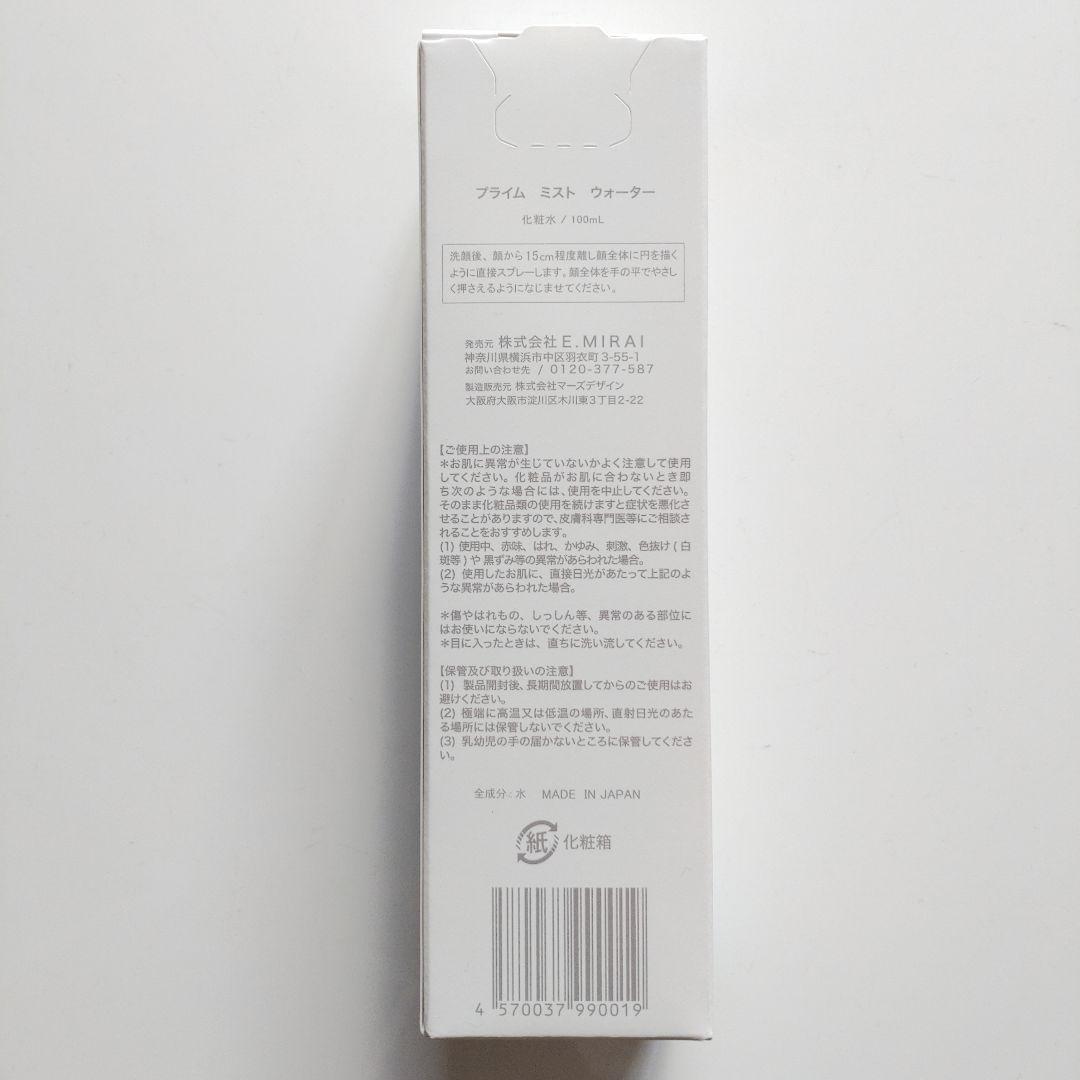 プライム　ミスト　ウォーター
化粧水 / 100mL
洗顔後、顔から15cm程度離し顔全体に円を描く
ように直接スプレーします。顔全体を手の平でやさし
く押さえるようになじませてください。
発売元 株式会社E.MIRAI
神奈川県横浜市中区羽衣町3-55-1
お問い合わせ先 / 0120-377-587
製造販売元 株式会社マーズデザイン
大阪府大阪市淀川区木川東3丁目2-22
【ご使用上の注意】
＊お肌に異常が生じていないかよく注意して使用
してください。化粧品がお肌に合わないとき即
ち次のような場合には、使用を中止してください。
そのまま化粧品類の使用を続けますと症状を悪化さ
せることがありますので、皮膚科専門医等にご相談さ
れることをおすすめします。
(1) 使用中、赤味、はれ、かゆみ、刺激、色抜け ( 白
斑等 ) や 黒ずみ等の異常があらわれた場合。
(2) 使用したお肌に、直接日光があたって上記のよ
うな異常があらわれた場合。
＊傷やはれもの、しっしん等、異常のある部位に
はお使いにならないでください。
＊目に入ったときは、直ちに洗い流してください。
【保管及び取り扱いの注意】
(1) 製品開封後、長期間放置してからのご使用はお
避けください。
(2) 極端に高温又は低温の場所、直射日光のあた
る場所には保管しないでください。
(3) 乳幼児の手の届かないところに保管してくださ
い。
全成分：水　MADE IN JAPAN
紙 化粧箱
4 570037 990019